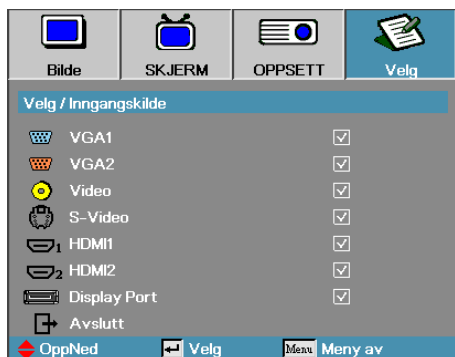 Bilde SKJERM OPPSETT Velg
Velg / Inngangskilde
VGA1
VGA2
Video
S-Video
1 HDMI1
2 HDMI2
Display Port
Avslutt
OppNed Velg Menu Meny av